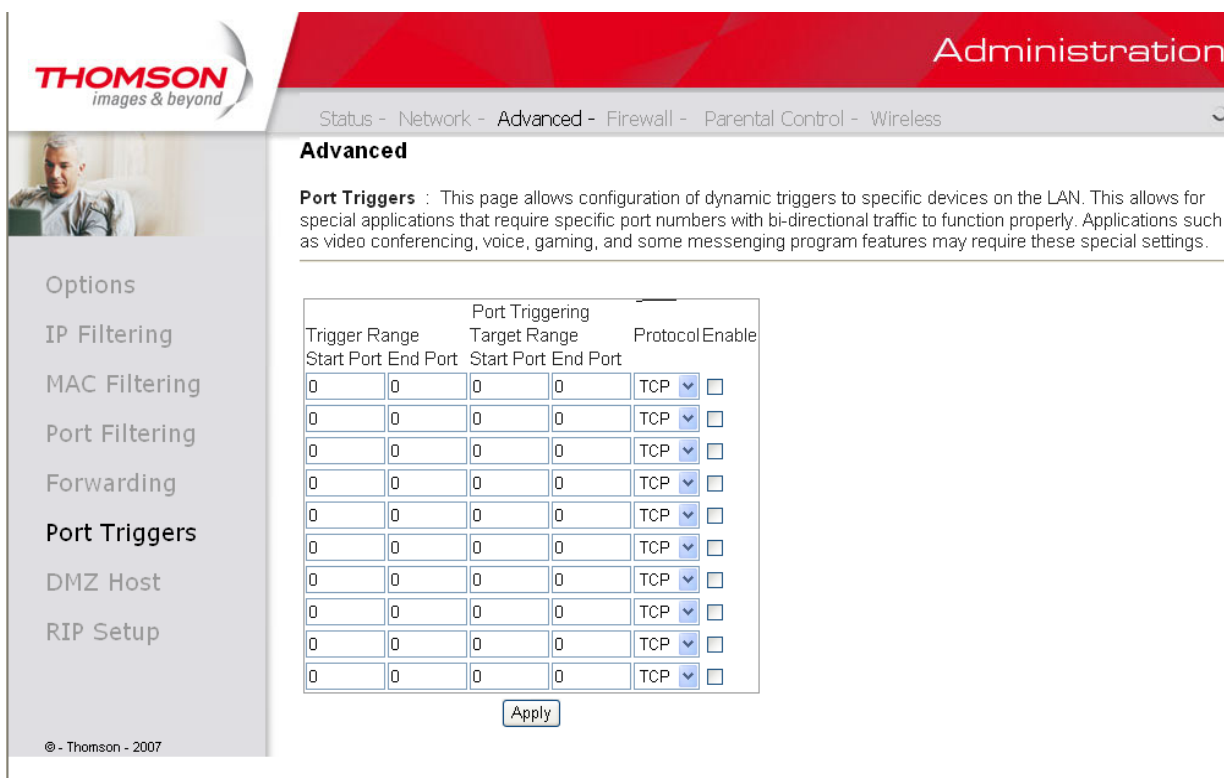 THOMSON
images & beyond
Administration
Status - Network - Advanced - Firewall - Parental Control - Wireless
Advanced
Port Triggers : This page allows configuration of dynamic triggers to specific devices on the LAN. This allows for
special applications that require specific port numbers with bi-directional traffic to function properly. Applications such
as video conferencing, voice, gaming, and some messenging program features may require these special settings.
Options
IP Filtering
MAC Filtering
Port Filtering
Forwarding
Port Triggers
DMZ Host
RIP Setup
Port Triggering
Trigger Range Target Range Protocol Enable
Start Port End Port Start Port End Port
0 0 0 0 TCP
0 0 0 0 TCP
0 0 0 0 TCP
0 0 0 0 TCP
0 0 0 0 TCP
0 0 0 0 TCP
0 0 0 0 TCP
0 0 0 0 TCP
0 0 0 0 TCP
0 0 0 0 TCP
Apply
© - Thomson - 2007